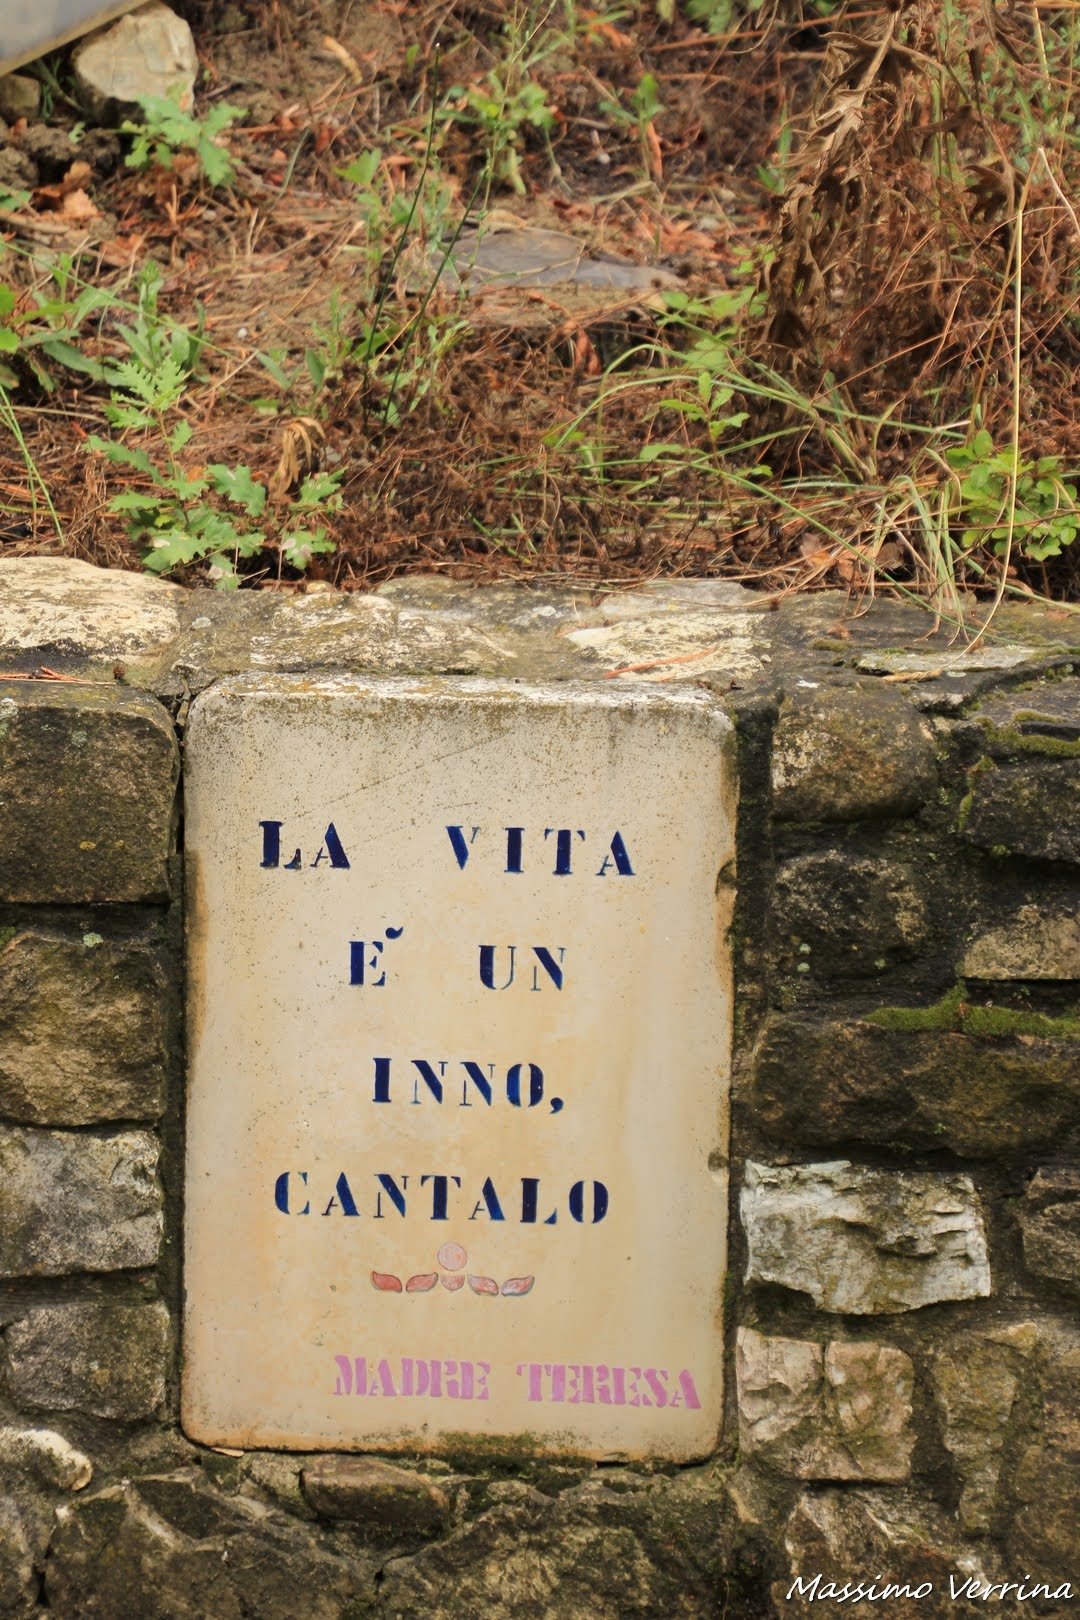 LA VITA
E˜ UN
INNO,
CANTALO
MADRE TERESA
Massimo Verrina